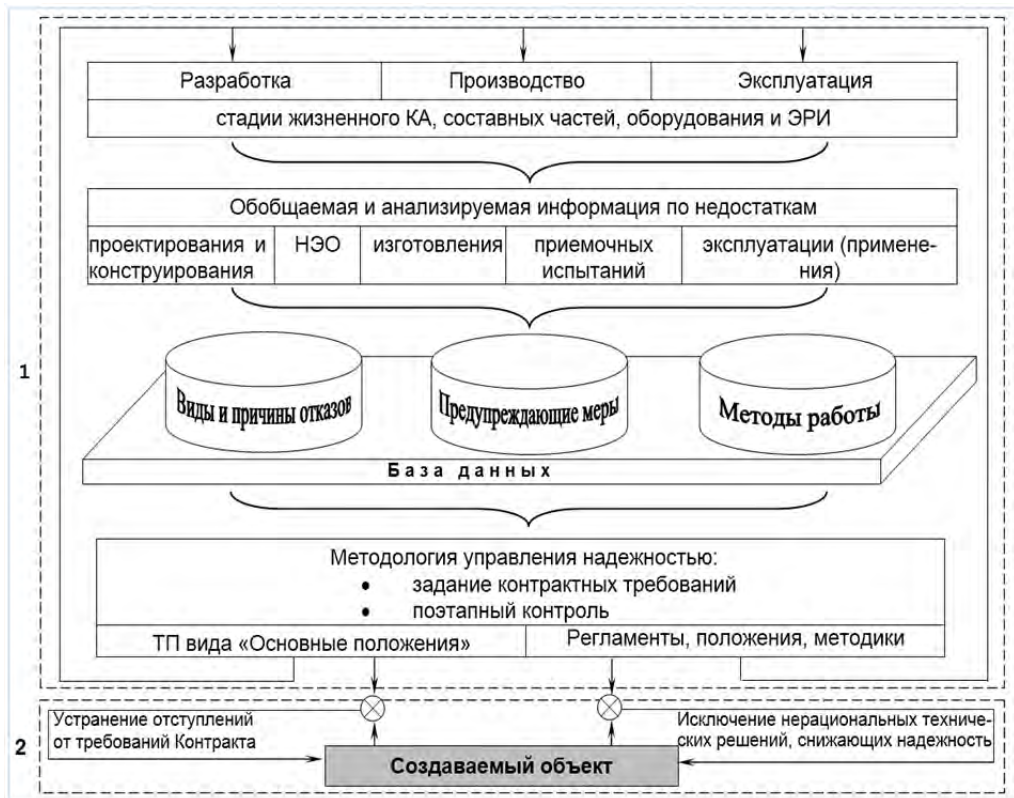 Разработка
Производство
Эксплуатация
стадии жизненного КА, составных частей, оборудования и ЭРИ
Обобщаемая и анализируемая информация по недостаткам
проектирования и
конструирования
НЭО
изготовления
приемочных
испытаний
эксплуатации (примене-
ния)
1
Виды и причины отказов
Предупреждающие меры
Методы работы
База данных
Методология управления надежностью:
• задание контрактных требований
• поэтапный контроль
ТП вида «Основные положения»
Регламенты, положения, методики
2
Устранение отступлений
от требований Контракта
Исключение нерациональных техниче-
ских решений, снижающих надежность
Создаваемый объект